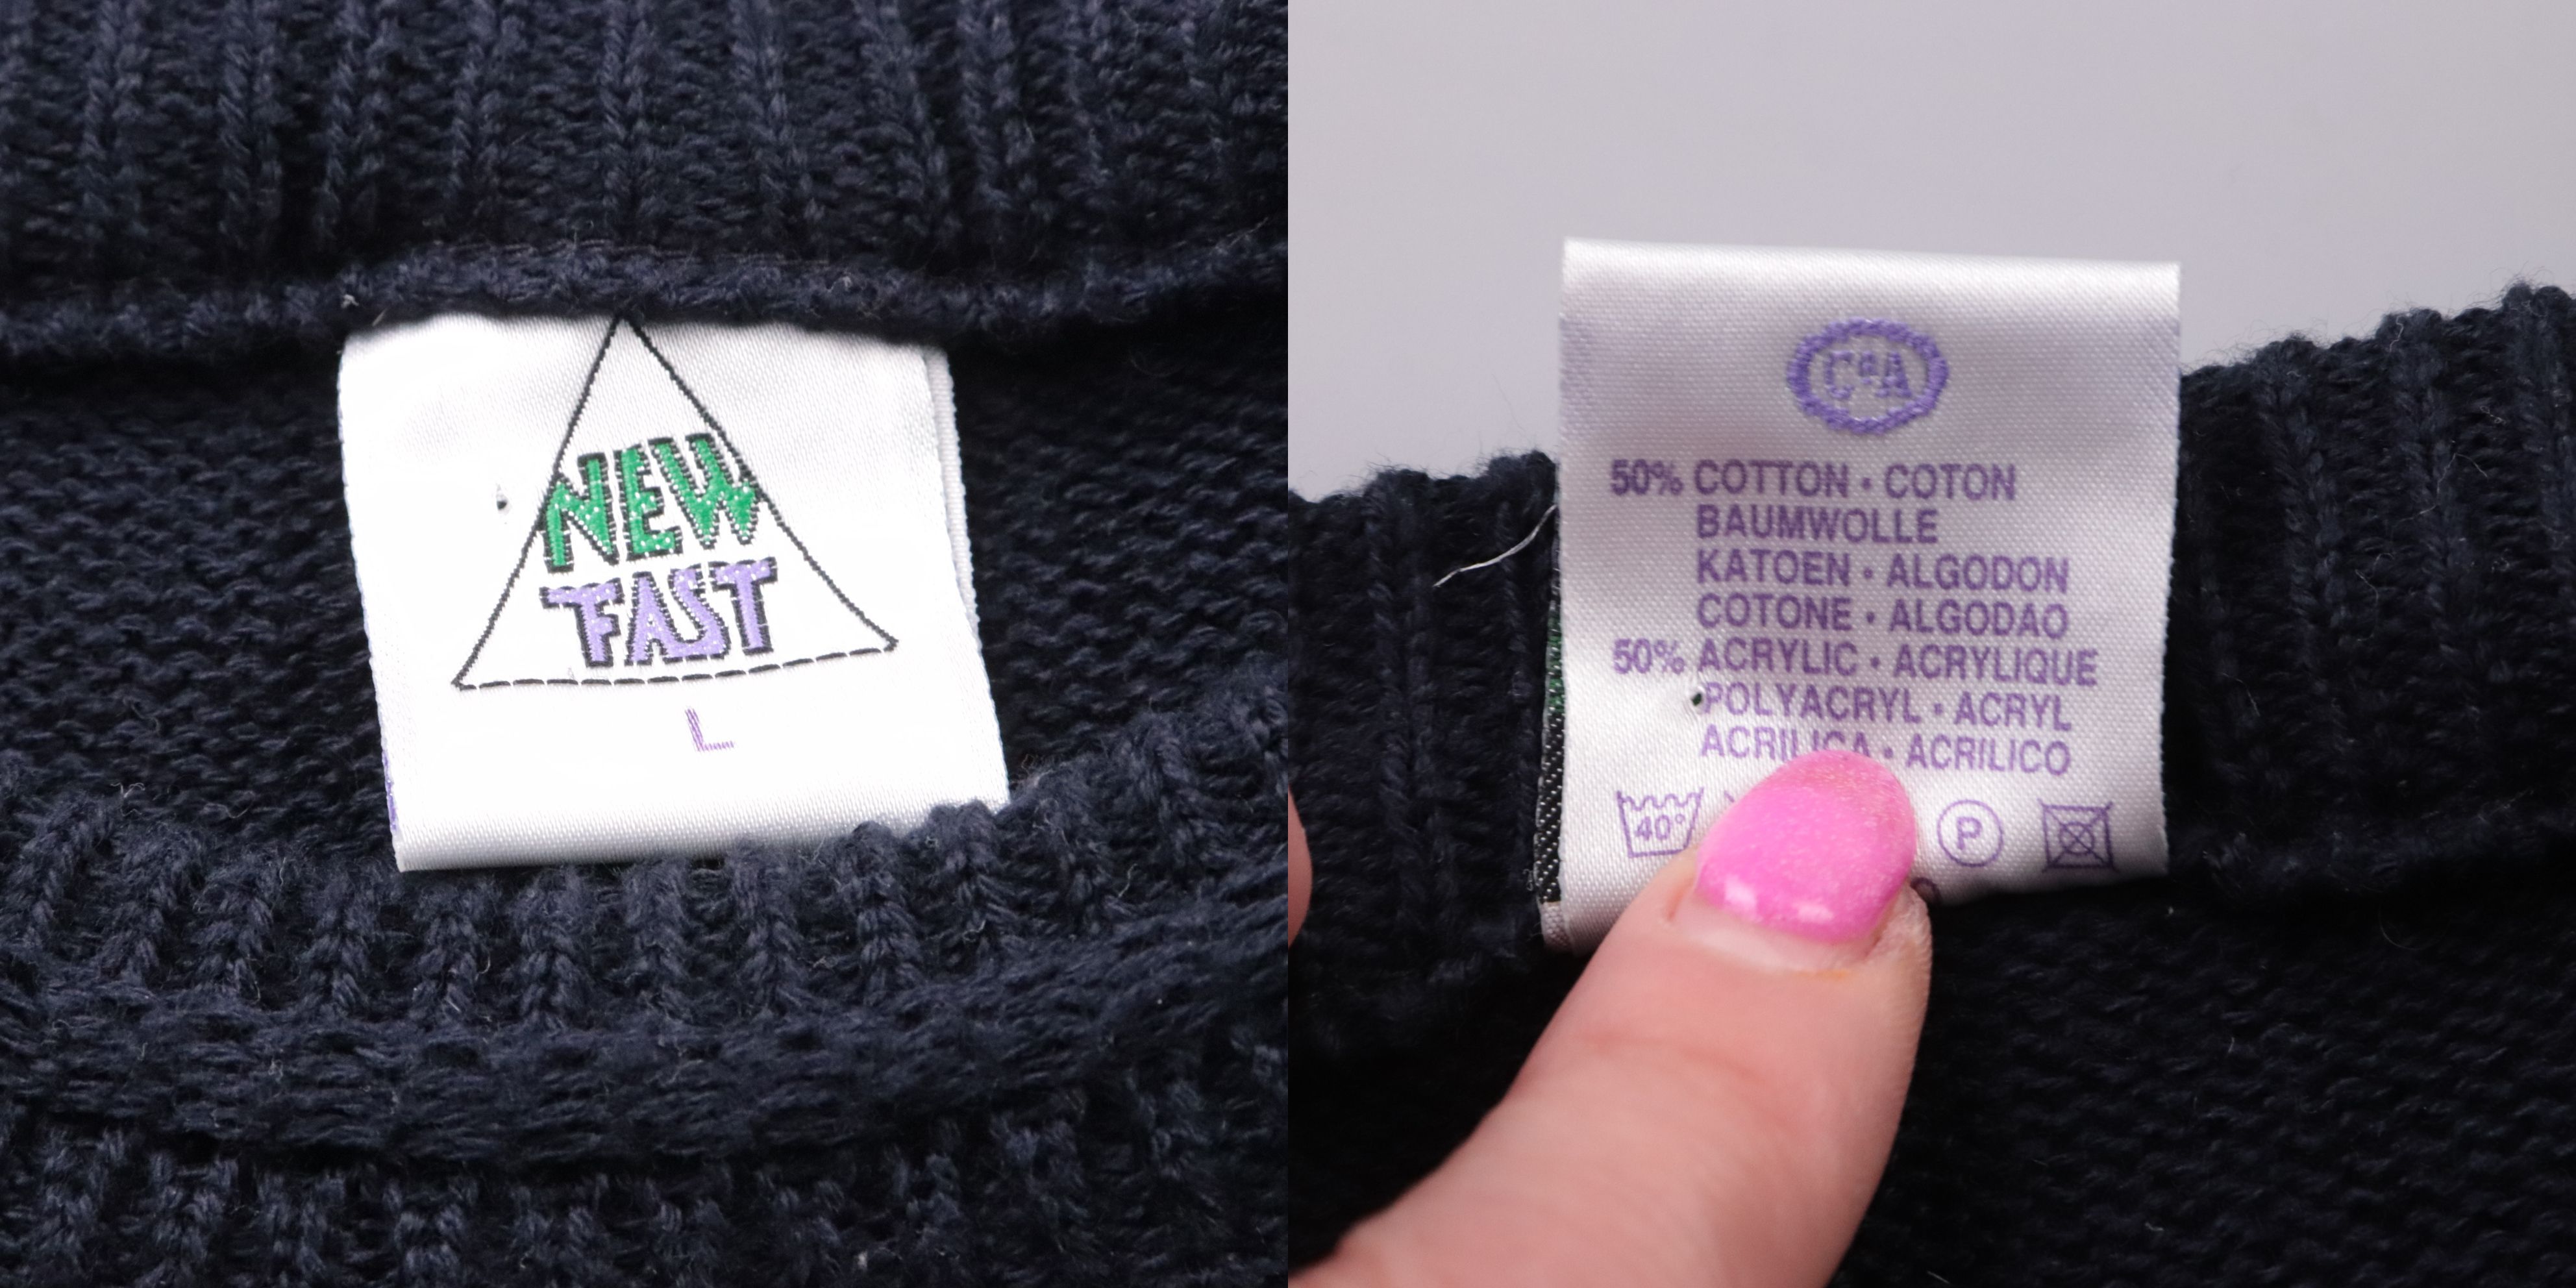 NEW
FAST
L
C&A
50% COTTON • COTON
BAUMWOLLE
KATOEN • ALGODON
COTONE • ALGODAO
50% ACRYLIC • ACRYLIQUE
POLYACRYL • ACRYL
ACRILICA • ACRILICO
40° P